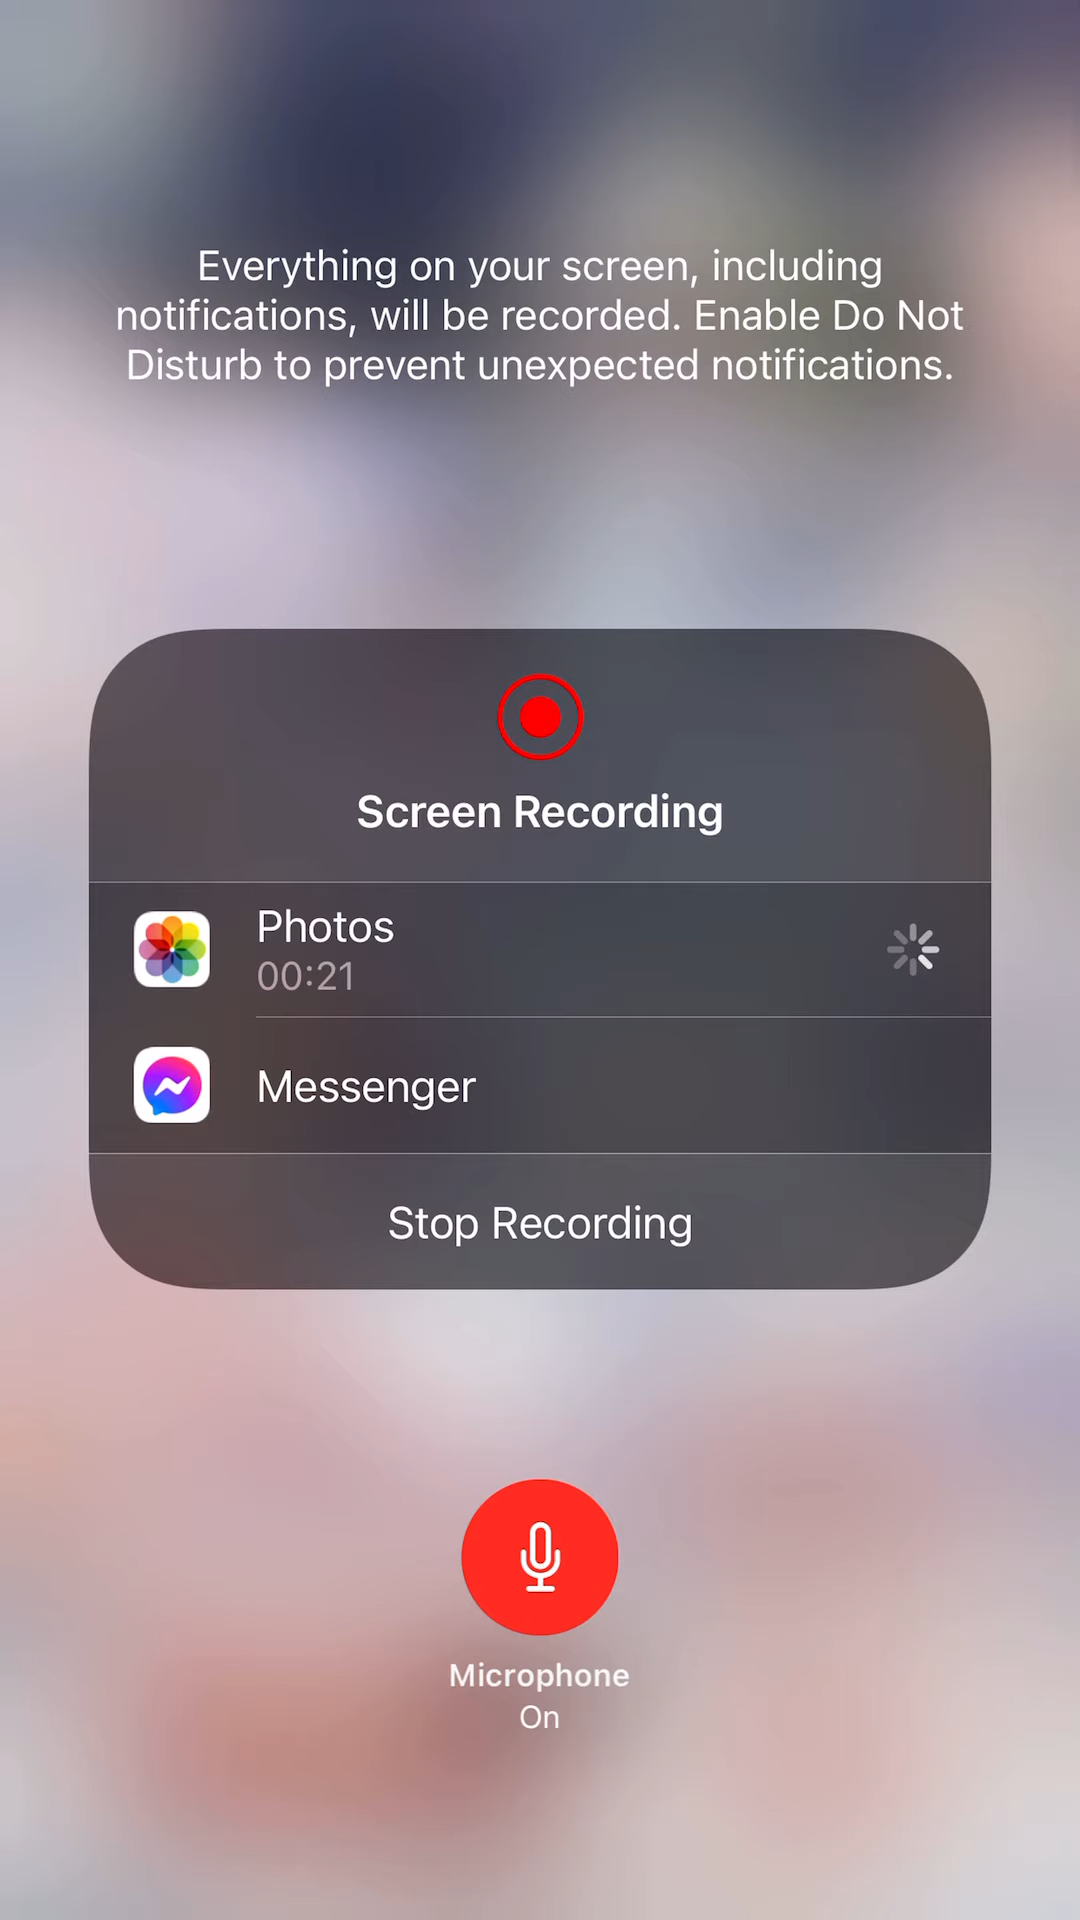 Everything on your screen, including
notifications, will be recorded. Enable Do Not
Disturb to prevent unexpected notifications.
Screen Recording
Photos
00:21
Messenger
Stop Recording
Microphone
On